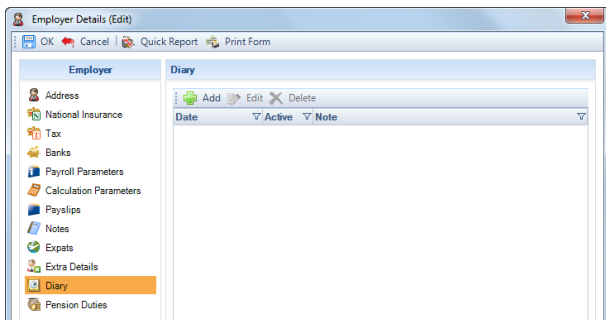 Employer Details (Edit)
OK Cancel Quick Report Print Form
Employer
Diary
Address
National Insurance
Tax
Banks
Payroll Parameters
Calculation Parameters
Payslips
Notes
Expats
Extra Details
Diary
Pension Duties
Add Edit Delete
Date Active Note